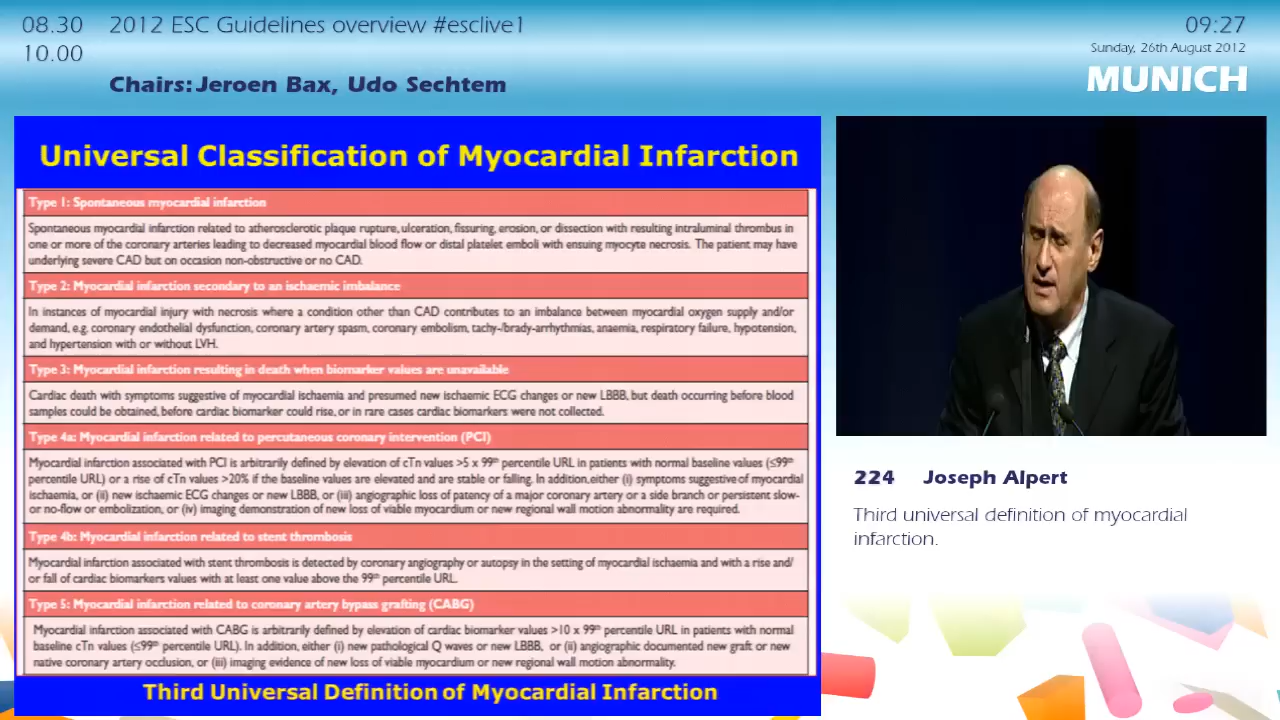 08.30 2012 ESC Guidelines overview #esclive1
10.00
Chairs: Jeroen Bax, Udo Sechtem
09:27
Sunday, 26th August 2012
MUNICH
Universal Classification of Myocardial Infarction
Type 1: Spontaneous myocardial infarction
Spontaneous myocardial infarction related to atherosclerotic plaque rupture, ulceration, fissuring, erosion, or dissection with resulting intraluminal thrombus in
one or more of the coronary arteries leading to decreased myocardial blood flow or distal platelet emboli with ensuing myocyte necrosis. The patient may have
underlying severe CAD but on occasion non-obstructive or no CAD.
Type 2: Myocardial infarction secondary to an ischaemic imbalance
In instances of myocardial injury with necrosis where a condition other than CAD contributes to an imbalance between myocardial oxygen supply and/or
demand, e.g. coronary endothelial dysfunction, coronary artery spasm, coronary embolism, tachy-/brady-arrhythmias, anaemia, respiratory failure, hypotension,
and hypertension with or without LVH.
Type 3: Myocardial infarction resulting in death when biomarker values are unavailable
Cardiac death with symptoms suggestive of myocardial ischaemia and presumed new ischaemic ECG changes or new LBBB, but death occurring before blood
samples could be obtained, before cardiac biomarker could rise, or in rare cases cardiac biomarkers were not collected.
Type 4a: Myocardial infarction related to percutaneous coronary intervention (PCI)
Myocardial infarction associated with PCI is arbitrarily defined by elevation of cTn values >5 x 99th percentile URL in patients with normal baseline values (≤99th
percentile URL) or a rise of cTn values >20% if the baseline values are elevated and are stable or falling. In addition, either (i) symptoms suggestive of myocardial
ischaemia, or (ii) new ischaemic ECG changes or new LBBB, or (iii) angiographic loss of patency of a major coronary artery or a side branch or persistent slow-
or no-flow or embolization, or (iv) imaging demonstration of new loss of viable myocardium or new regional wall motion abnormality are required.
Type 4b: Myocardial infarction related to stent thrombosis
Myocardial infarction associated with stent thrombosis is detected by coronary angiography or autopsy in the setting of myocardial ischaemia and with a rise and/
or fall of cardiac biomarkers values with at least one value above the 99th percentile URL.
Type 5: Myocardial infarction related to coronary artery bypass grafting (CABG)
Myocardial infarction associated with CABG is arbitrarily defined by elevation of cardiac biomarker values >10 x 99th percentile URL in patients with normal
baseline cTn values (≤99th percentile URL). In addition, either (i) new pathological Q waves or new LBBB, or (ii) angiographic documented new graft or new
native coronary artery occlusion, or (iii) imaging evidence of new loss of viable myocardium or new regional wall motion abnormality.
Third Universal Definition of Myocardial Infarction
224 Joseph Alpert
Third universal definition of myocardial
infarction.